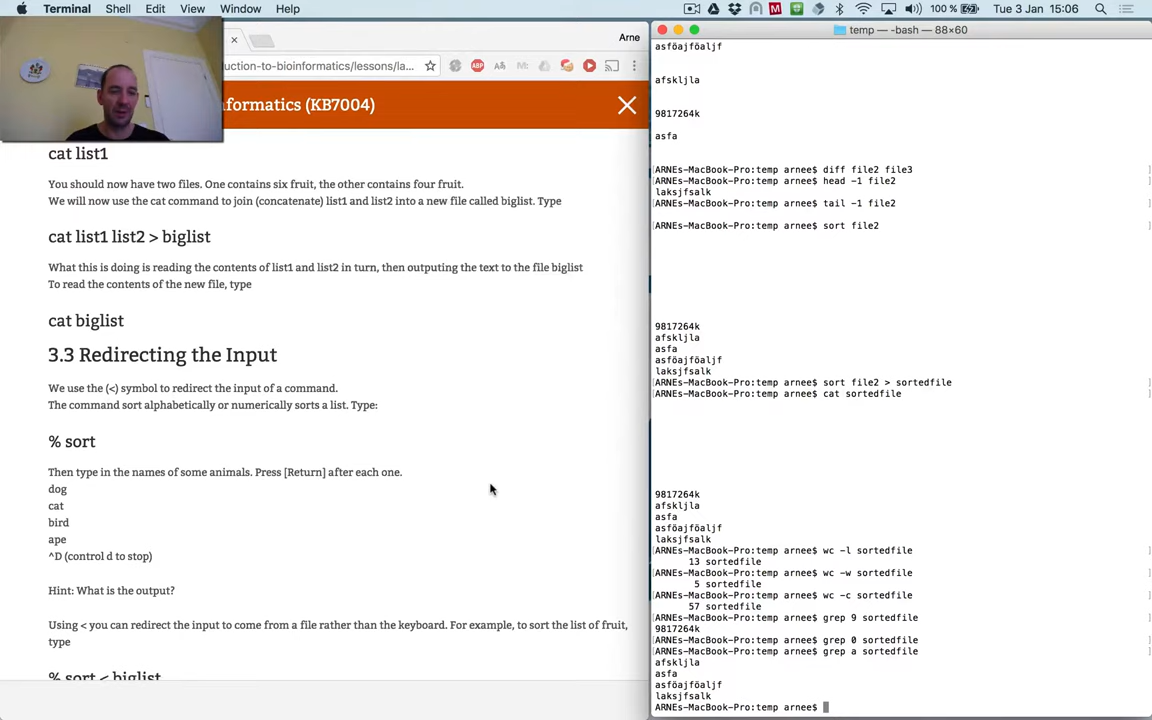 Terminal Shell Edit View Window Help 100 % Tue 3 Jan 15:06
Arne
uction-to-bioinformatics/lessons/la...
ABP
formatics (KB7004)
cat list1
You should now have two files. One contains six fruit, the other contains four fruit.
We will now use the cat command to join (concatenate) list1 and list2 into a new file called biglist. Type
cat list1 list2 > biglist
What this is doing is reading the contents of list1 and list2 in turn, then outputing the text to the file biglist
To read the contents of the new file, type
cat biglist
3.3 Redirecting the Input
We use the (<) symbol to redirect the input of a command.
The command sort alphabetically or numerically sorts a list. Type:
% sort
Then type in the names of some animals. Press [Return] after each one.
dog
cat
bird
ape
^D (control d to stop)
Hint: What is the output?
Using < you can redirect the input to come from a file rather than the keyboard. For example, to sort the list of fruit,
type
% sort < biglist
temp — -bash — 88×60
asföajföaljf
afskljla
9817264k
asfa
[ARNEs-MacBook-Pro:temp arnee$ diff file2 file3 ]
[ARNEs-MacBook-Pro:temp arnee$ head -1 file2 ]
laksjfsalk
[ARNEs-MacBook-Pro:temp arnee$ tail -1 file2 ]
[ARNEs-MacBook-Pro:temp arnee$ sort file2 ]
9817264k
afskljla
asfa
asföajföaljf
laksjfsalk
[ARNEs-MacBook-Pro:temp arnee$ sort file2 > sortedfile ]
[ARNEs-MacBook-Pro:temp arnee$ cat sortedfile ]
9817264k
afskljla
asfa
asföajföaljf
laksjfsalk
[ARNEs-MacBook-Pro:temp arnee$ wc -l sortedfile ]
13 sortedfile
[ARNEs-MacBook-Pro:temp arnee$ wc -w sortedfile ]
5 sortedfile
[ARNEs-MacBook-Pro:temp arnee$ wc -c sortedfile ]
57 sortedfile
[ARNEs-MacBook-Pro:temp arnee$ grep 9 sortedfile ]
9817264k
[ARNEs-MacBook-Pro:temp arnee$ grep 0 sortedfile ]
[ARNEs-MacBook-Pro:temp arnee$ grep a sortedfile ]
afskljla
asfa
asföajföaljf
laksjfsalk
ARNEs-MacBook-Pro:temp arnee$